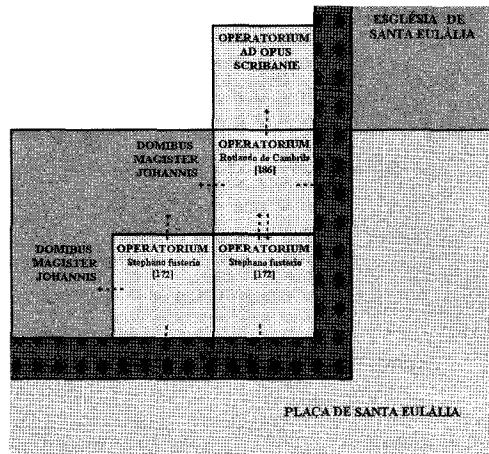 ESGLÉSIA DE
SANTA EULÀLIA
OPERATORIUM
AD OPUS
SCRIBANIE
DOMIBUS
MAGISTER
JOHANNIS
OPERATORIUM
Rotlando de Cambrils
[186]
DOMIBUS
MAGISTER
JOHANNIS
OPERATORIUM
Stephano fusterio
[172]
OPERATORIUM
Stephano fusterio
[172]
PLAÇA DE SANTA EULÀLIA